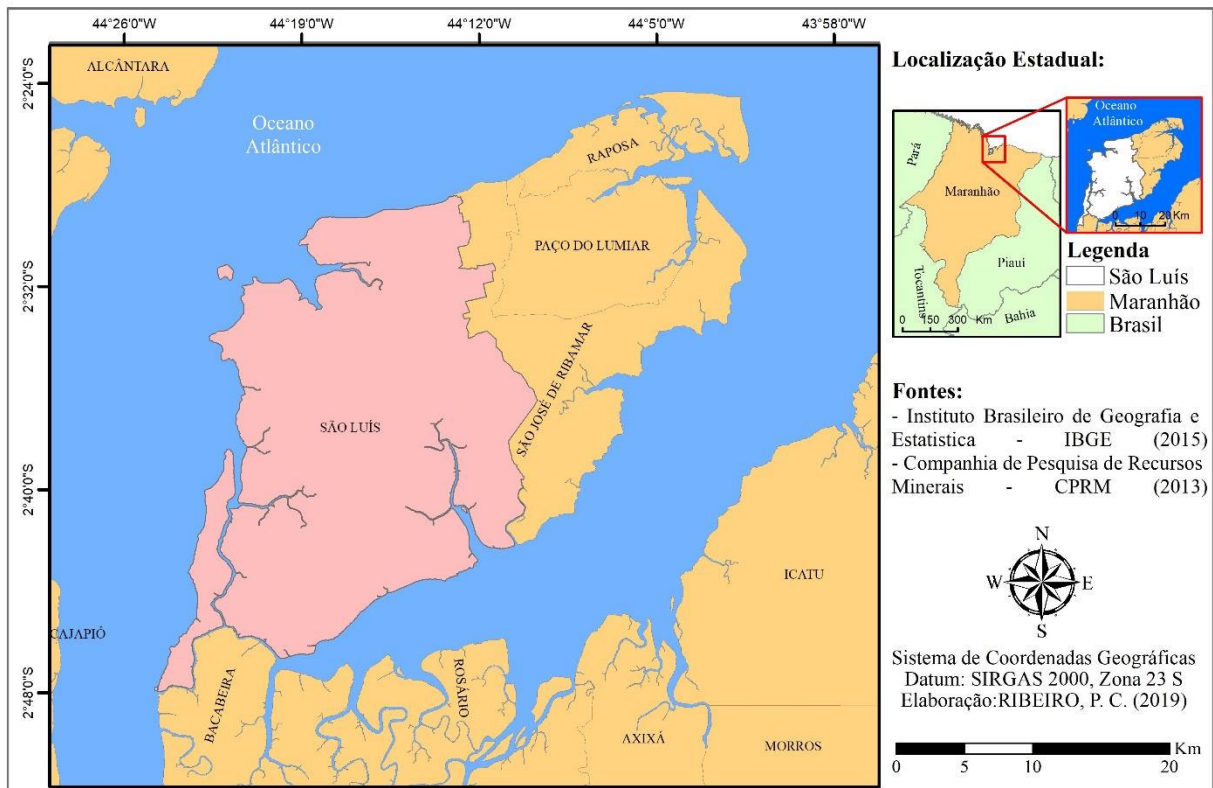 44°26'0"W 44°19'0"W 44°12'0"W 44°5'0"W 43°58'0"W
2°24'0"S
2°32'0"S
2°40'0"S
2°48'0"S
ALCÂNTARA
Oceano
Atlântico
RAPOSA
PAÇO DO LUMIAR
SÃO JOSÉ DE RIBAMAR
SÃO LUÍS
ICATU
CAJAPIÓ
BACABEIRA
ROSÁRIO
AXIXÁ
MORROS
Localização Estadual:
Pará
Maranhão
Tocantins
Piauí
Bahia
0 150 300 Km
Oceano
Atlântico
0 10 20 Km
Legenda
São Luís
Maranhão
Brasil
Fontes:
- Instituto Brasileiro de Geografia e
Estatistica - IBGE (2015)
- Companhia de Pesquisa de Recursos
Minerais - CPRM (2013)
N
W E
S
Sistema de Coordenadas Geográficas
Datum: SIRGAS 2000, Zona 23 S
Elaboração:RIBEIRO, P. C. (2019)
Km
0 5 10 20